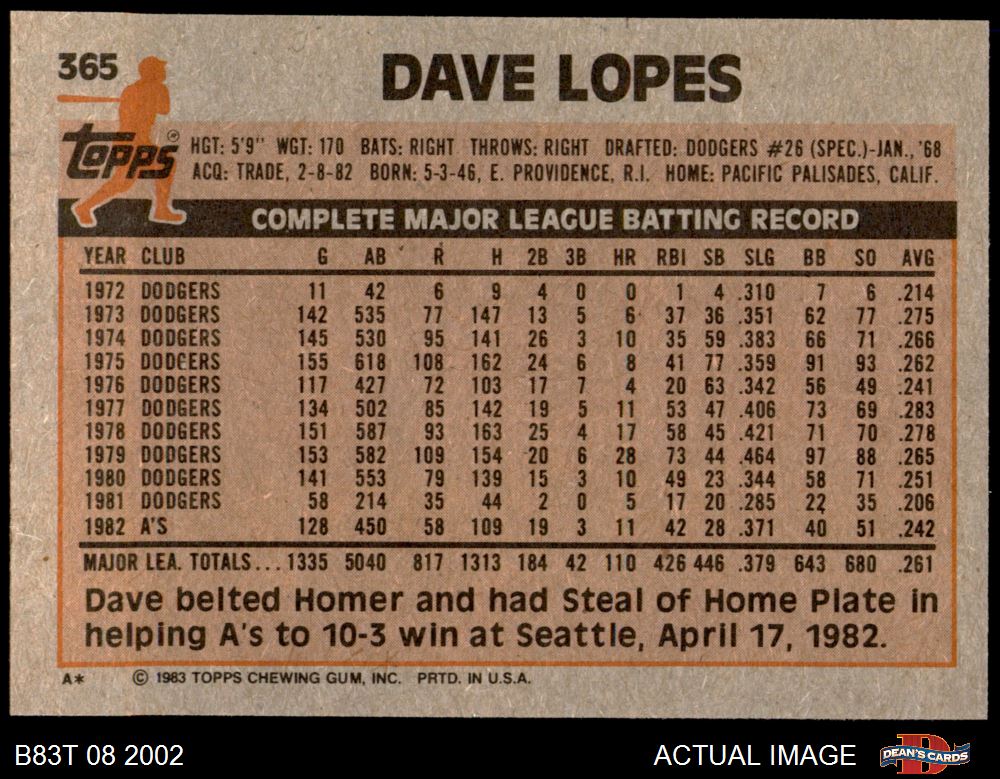 365
DAVE LOPES
Topps®
HGT: 5'9" WGT: 170 BATS: RIGHT THROWS: RIGHT DRAFTED: DODGERS #26 (SPEC.)-JAN., '68
ACQ: TRADE, 2-8-82 BORN: 5-3-46, E. PROVIDENCE, R.I. HOME: PACIFIC PALISADES, CALIF.
COMPLETE MAJOR LEAGUE BATTING RECORD
YEAR CLUB G AB R H 2B 3B HR RBI SB SLG BB SO AVG
1972 DODGERS 11 42 6 9 4 0 0 1 4 .310 7 6 .214
1973 DODGERS 142 535 77 147 13 5 6 37 36 .351 62 77 .275
1974 DODGERS 145 530 95 141 26 3 10 35 59 .383 66 71 .266
1975 DODGERS 155 618 108 162 24 6 8 41 77 .359 91 93 .262
1976 DODGERS 117 427 72 103 17 7 4 20 63 .342 56 49 .241
1977 DODGERS 134 502 85 142 19 5 11 53 47 .406 73 69 .283
1978 DODGERS 151 587 93 163 25 4 17 58 45 .421 71 70 .278
1979 DODGERS 153 582 109 154 20 6 28 73 44 .464 97 88 .265
1980 DODGERS 141 553 79 139 15 3 10 49 23 .344 58 71 .251
1981 DODGERS 58 214 35 44 2 0 5 17 20 .285 22 35 .206
1982 A'S 128 450 58 109 19 3 11 42 28 .371 40 51 .242
MAJOR LEA. TOTALS... 1335 5040 817 1313 184 42 110 426 446 .379 643 680 .261
Dave belted Homer and had Steal of Home Plate in
helping A's to 10-3 win at Seattle, April 17, 1982.
A* © 1983 TOPPS CHEWING GUM, INC. PRTD. IN U.S.A.
B83T 08 2002 ACTUAL IMAGE DEAN'S CARDS